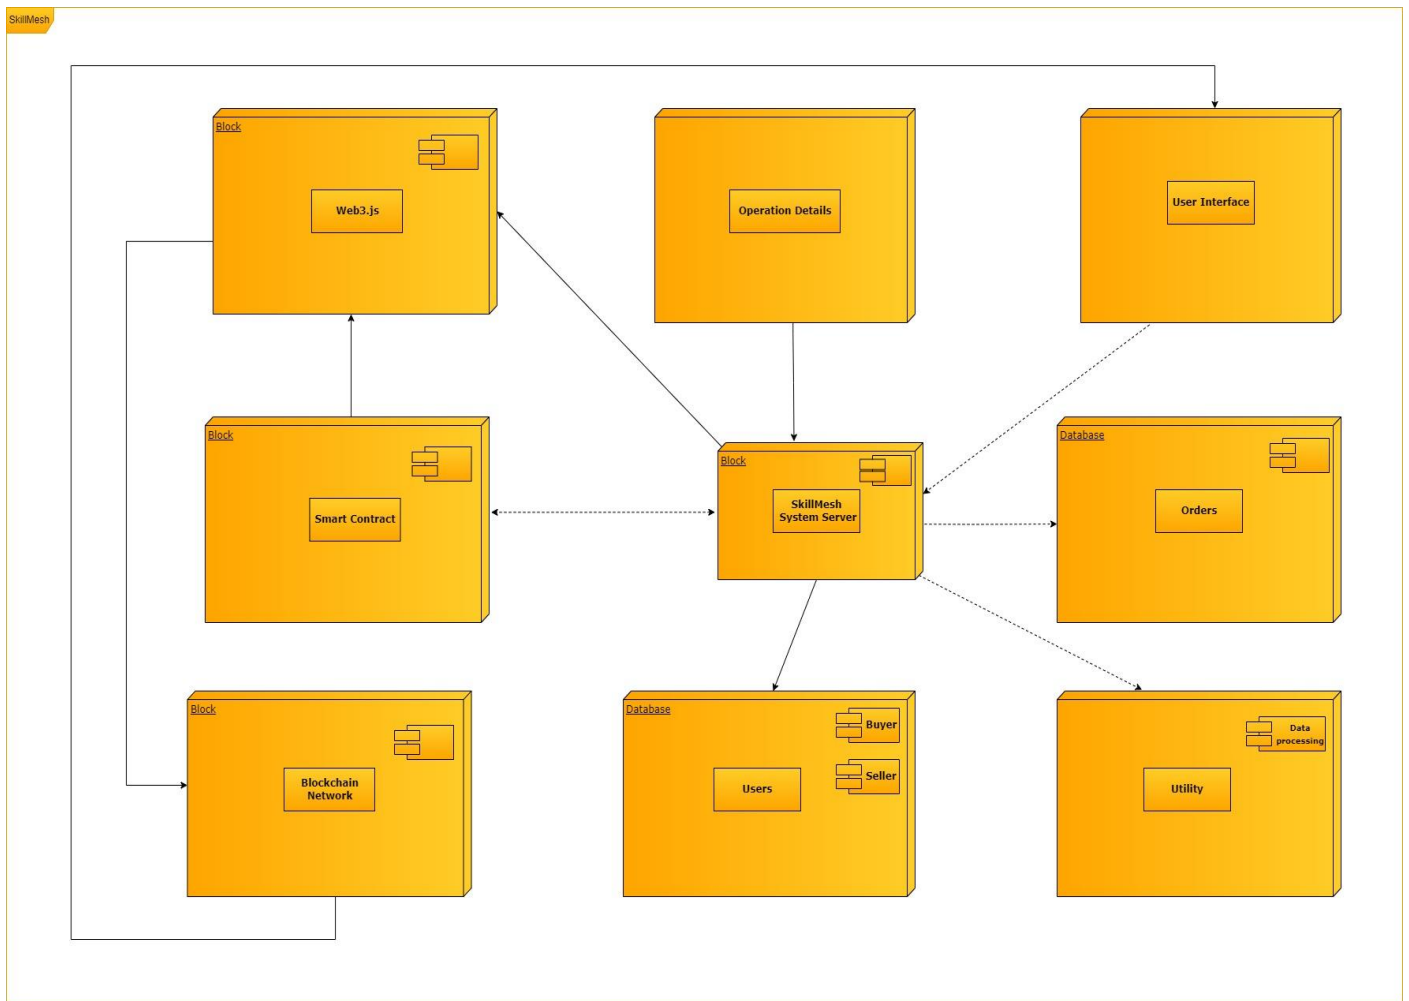 SkillMesh
Block
Web3.js
Operation Details
User Interface
Block
Smart Contract
Block
SkillMesh
System Server
Database
Orders
Block
Blockchain
Network
Database
Buyer
Seller
Users
Data
processing
Utility